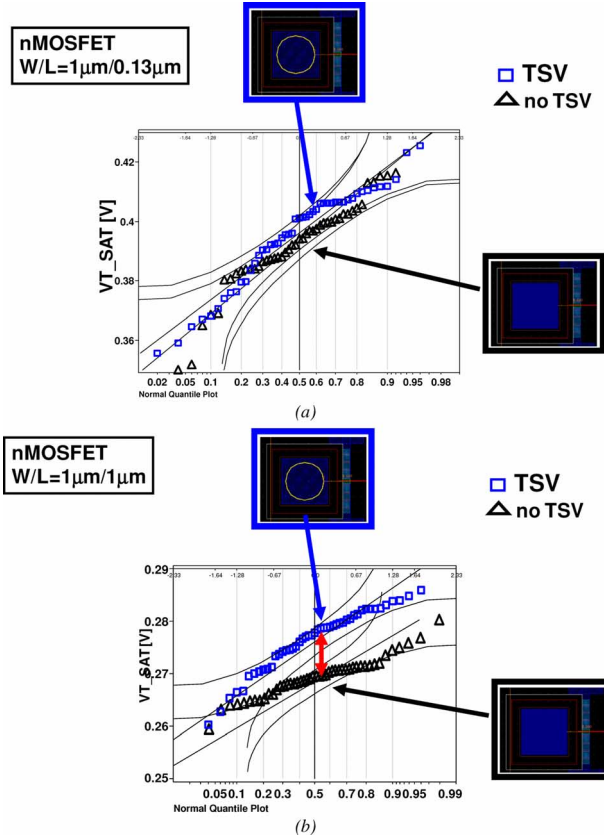 nMOSFET
W/L=1μm/0.13μm
TSV
no TSV
-2.33 -1.64 -1.28 -0.67 0.0 0.67 1.28 1.64 2.33
0.42
0.4
0.38
0.36
VT_SAT [V]
0.02 0.05 0.1 0.2 0.3 0.4 0.5 0.6 0.7 0.8 0.9 0.95 0.98
Normal Quantile Plot
(a)
nMOSFET
W/L=1μm/1μm
TSV
no TSV
-2.33 -1.64 -1.28 -0.67 0.0 0.67 1.28 1.64 2.33
0.29
0.28
0.27
0.26
0.25
VT_SAT [V]
0.05 0.1 0.2 0.3 0.5 0.7 0.8 0.90 0.95 0.99
Normal Quantile Plot
(b)